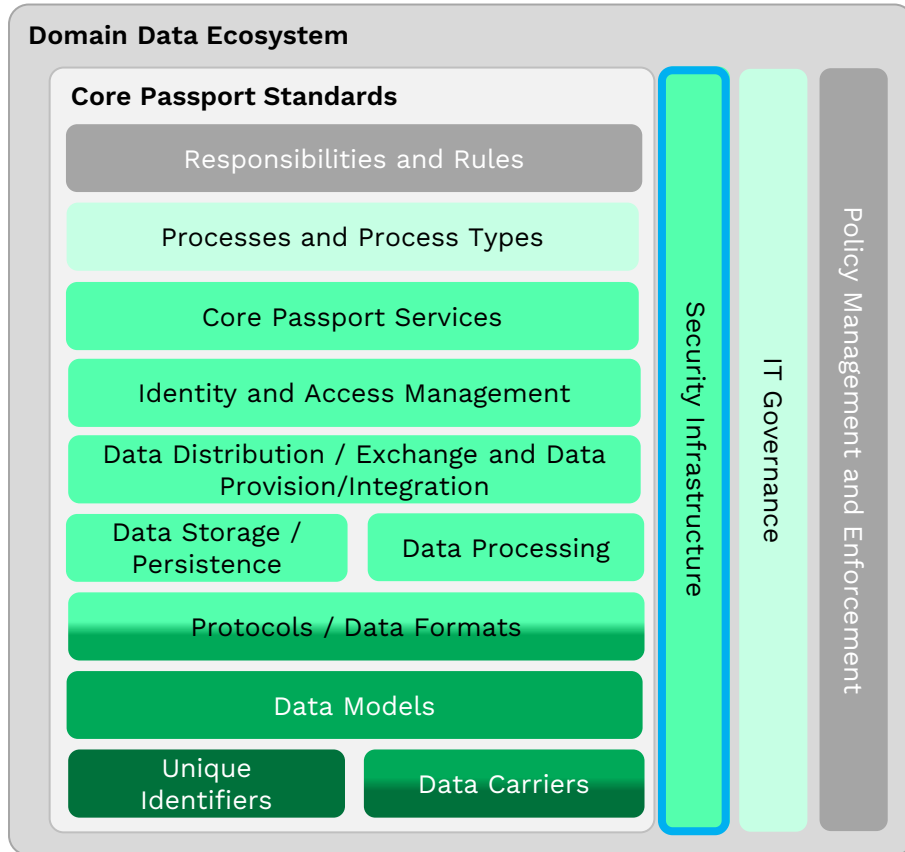 Domain Data Ecosystem
Core Passport Standards
Responsibilities and Rules
Processes and Process Types
Core Passport Services
Identity and Access Management
Data Distribution / Exchange and Data
Provision/Integration
Data Storage /
Persistence
Data Processing
Protocols / Data Formats
Data Models
Unique
Identifiers
Data Carriers
Security Infrastructure
IT Governance
Policy Management and Enforcement